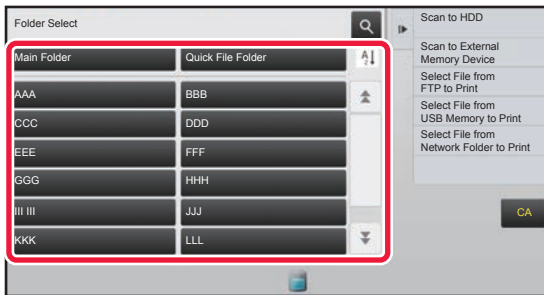 Folder Select
Main Folder
Quick File Folder
AAA
BBB
CCC
DDD
EEE
FFF
GGG
HHH
III III
JJJ
KKK
LLL
Scan to HDD
Scan to External
Memory Device
Select File from
FTP to Print
Select File from
USB Memory to Print
Select File from
Network Folder to Print
CA